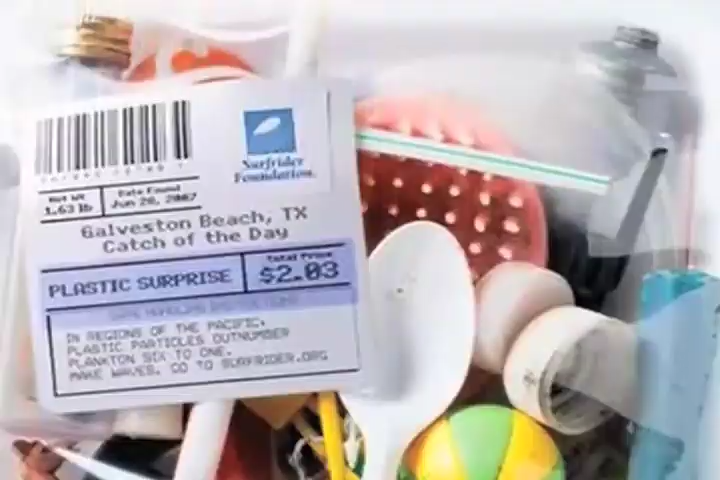 Surfrider
Foundation.
Net Wt
1.63 lb
Date Found
Jun 28, 2007
Galveston Beach, TX
Catch of the Day
PLASTIC SURPRISE
Total Price
$2.03
IN REGIONS OF THE PACIFIC,
PLASTIC PARTICLES OUTNUMBER
PLANKTON SIX TO ONE.
MAKE WAVES. GO TO SURFRIDER.ORG